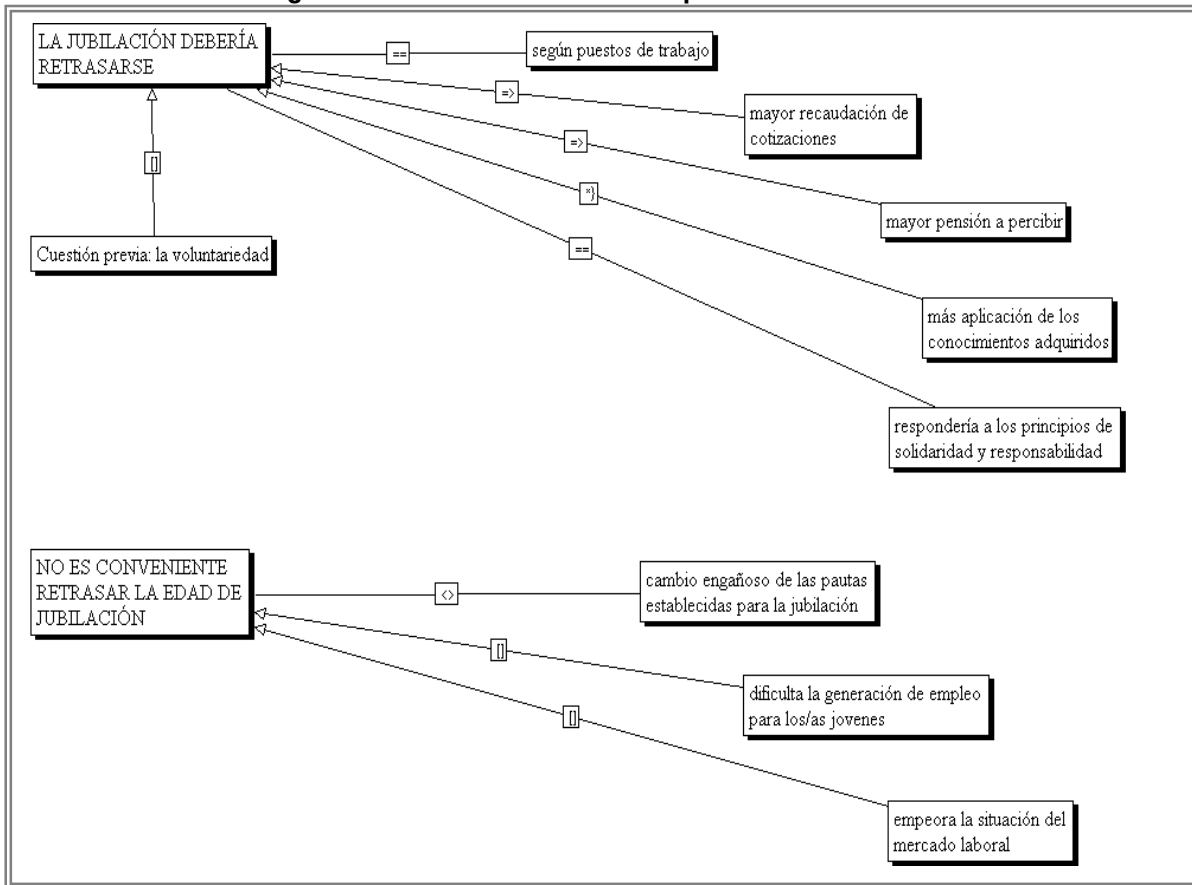 LA JUBILACIÓN DEBERÍA
RETRASARSE
==
según puestos de trabajo
=>
mayor recaudación de
cotizaciones
=>
mayor pensión a percibir
*}
más aplicación de los
conocimientos adquiridos
==
respondería a los principios de
solidaridad y responsabilidad
[]
Cuestión previa: la voluntariedad
NO ES CONVENIENTE
RETRASAR LA EDAD DE
JUBILACIÓN
<>
cambio engañoso de las pautas
establecidas para la jubilación
[]
dificulta la generación de empleo
para los/as jovenes
[]
empeora la situación del
mercado laboral